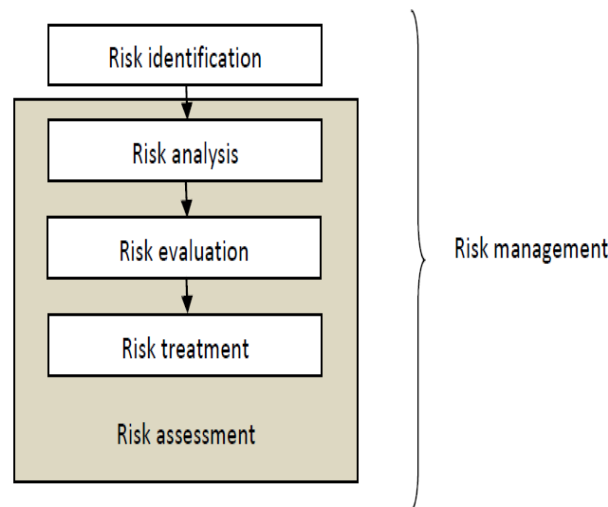 Risk identification
Risk analysis
Risk evaluation
Risk management
Risk treatment
Risk assessment